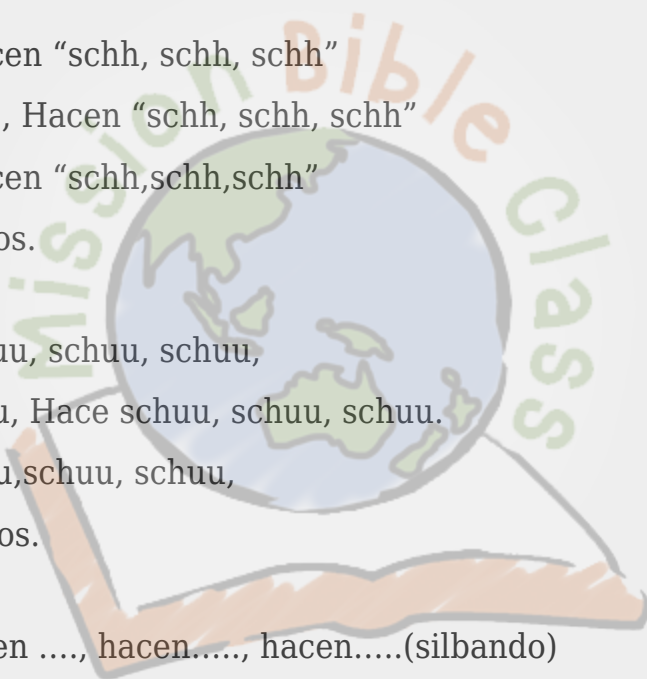 cen “schh, schh, schh”
, Hacen “schh, schh, schh”
cen “schh,schh,schh”
os.
uu, schuu, schuu,
u, Hace schuu, schuu, schuu.
u,schuu, schuu,
os.
en ...., hacen....., hacen.....(silbando)
Mission Bible Class